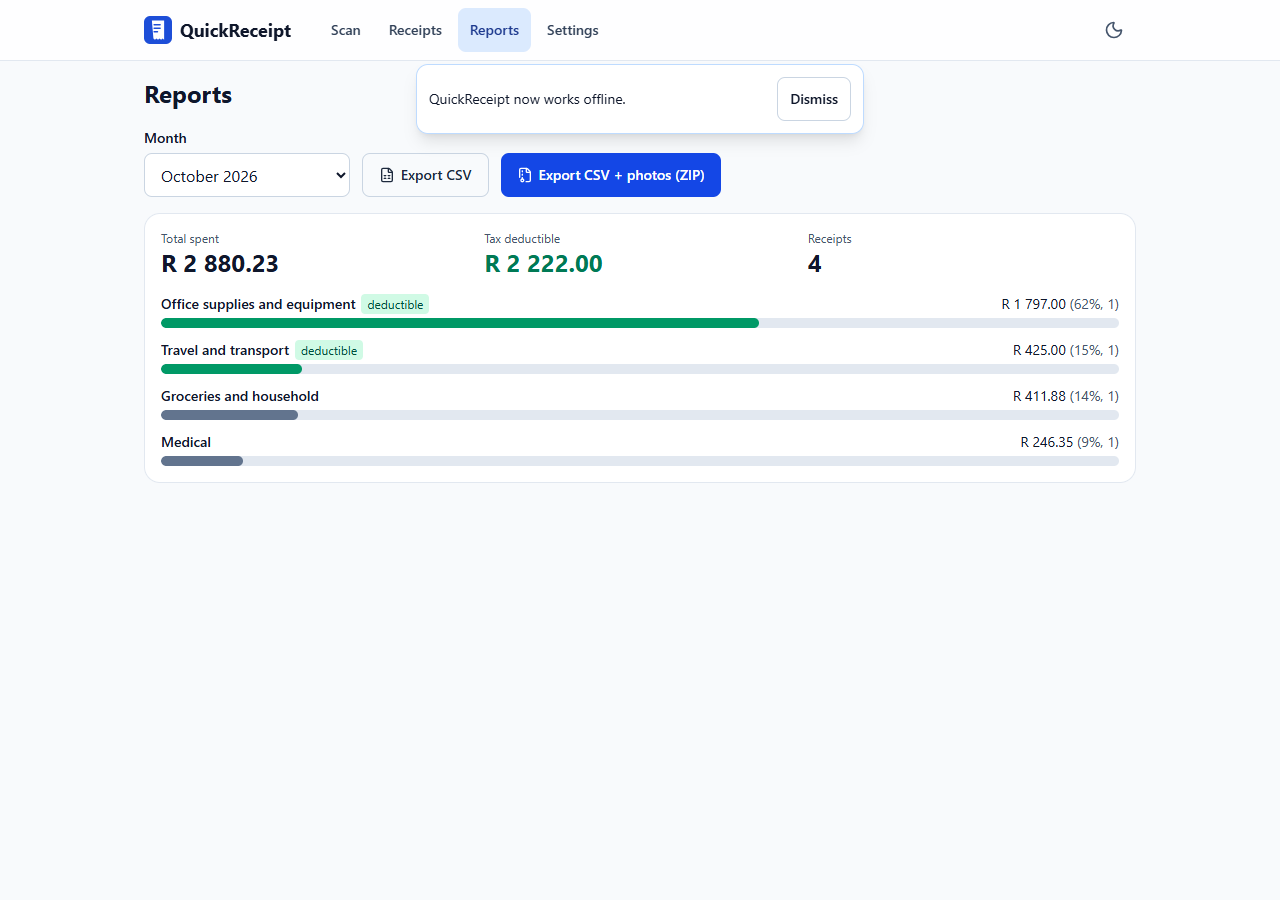 QuickReceipt
Scan
Receipts
Reports
Settings
Reports
QuickReceipt now works offline.
Dismiss
Month
October 2026
Export CSV
Export CSV + photos (ZIP)
Total spent
R 2 880.23
Tax deductible
R 2 222.00
Receipts
4
Office supplies and equipment deductible R 1 797.00 (62%, 1)
Travel and transport deductible R 425.00 (15%, 1)
Groceries and household R 411.88 (14%, 1)
Medical R 246.35 (9%, 1)